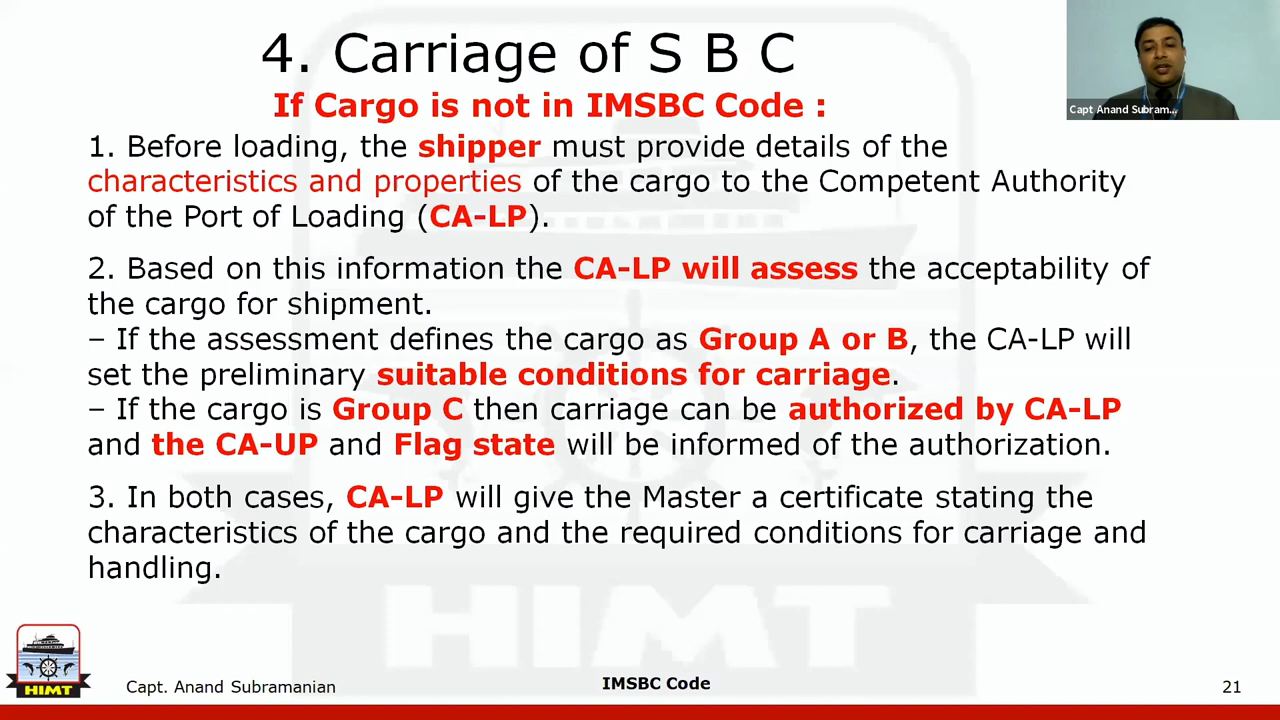 4. Carriage of S B C
If Cargo is not in IMSBC Code :
1. Before loading, the shipper must provide details of the
characteristics and properties of the cargo to the Competent Authority
of the Port of Loading (CA-LP).
2. Based on this information the CA-LP will assess the acceptability of
the cargo for shipment.
– If the assessment defines the cargo as Group A or B, the CA-LP will
set the preliminary suitable conditions for carriage.
– If the cargo is Group C then carriage can be authorized by CA-LP
and the CA-UP and Flag state will be informed of the authorization.
3. In both cases, CA-LP will give the Master a certificate stating the
characteristics of the cargo and the required conditions for carriage and
handling.
Capt Anand Subram...
HIMT
HIMT
Capt. Anand Subramanian
IMSBC Code
21